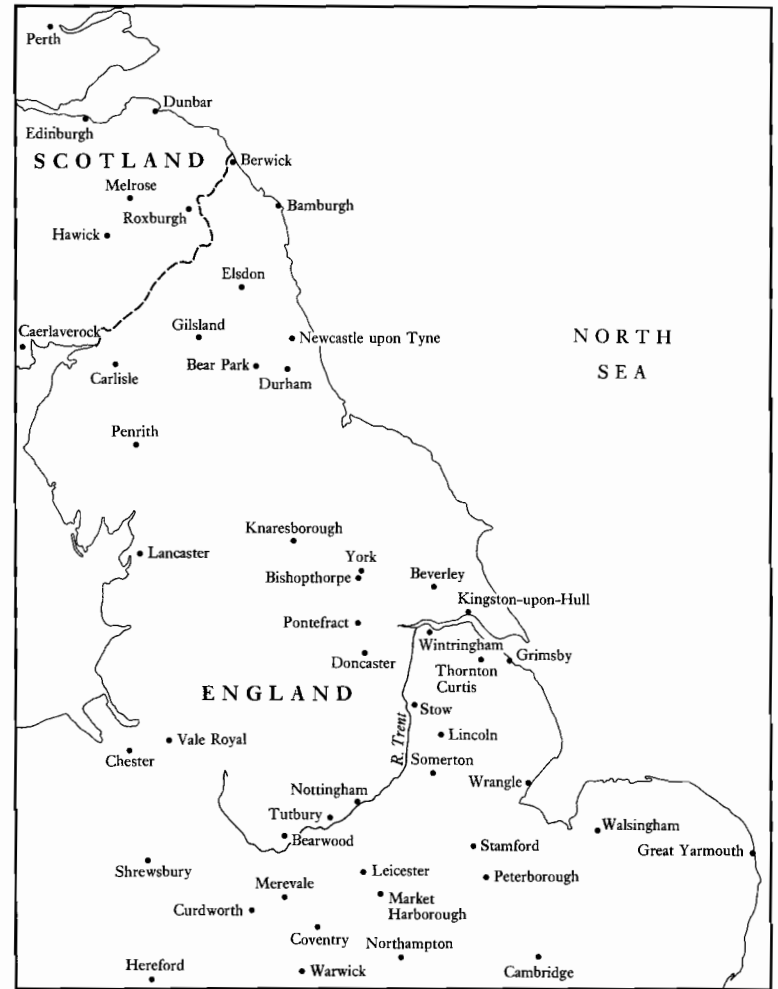 Perth
Dunbar
Edinburgh
SCOTLAND
Berwick
Melrose
Roxburgh
Bamburgh
Hawick
Elsdon
Caerlaverock
Gilsland
Newcastle upon Tyne
NORTH
SEA
Bear Park
Carlisle
Durham
Penrith
Knaresborough
Lancaster
York
Bishopthorpe
Beverley
Kingston-upon-Hull
Pontefract
Wintringham
Doncaster
Grimsby
Thornton
Curtis
ENGLAND
Stow
R. Trent
Lincoln
Vale Royal
Chester
Somerton
Wrangle
Nottingham
Tutbury
Bearwood
Walsingham
Stamford
Great Yarmouth
Shrewsbury
Leicester
Peterborough
Merevale
Market
Harborough
Curdworth
Coventry
Northampton
Hereford
Warwick
Cambridge